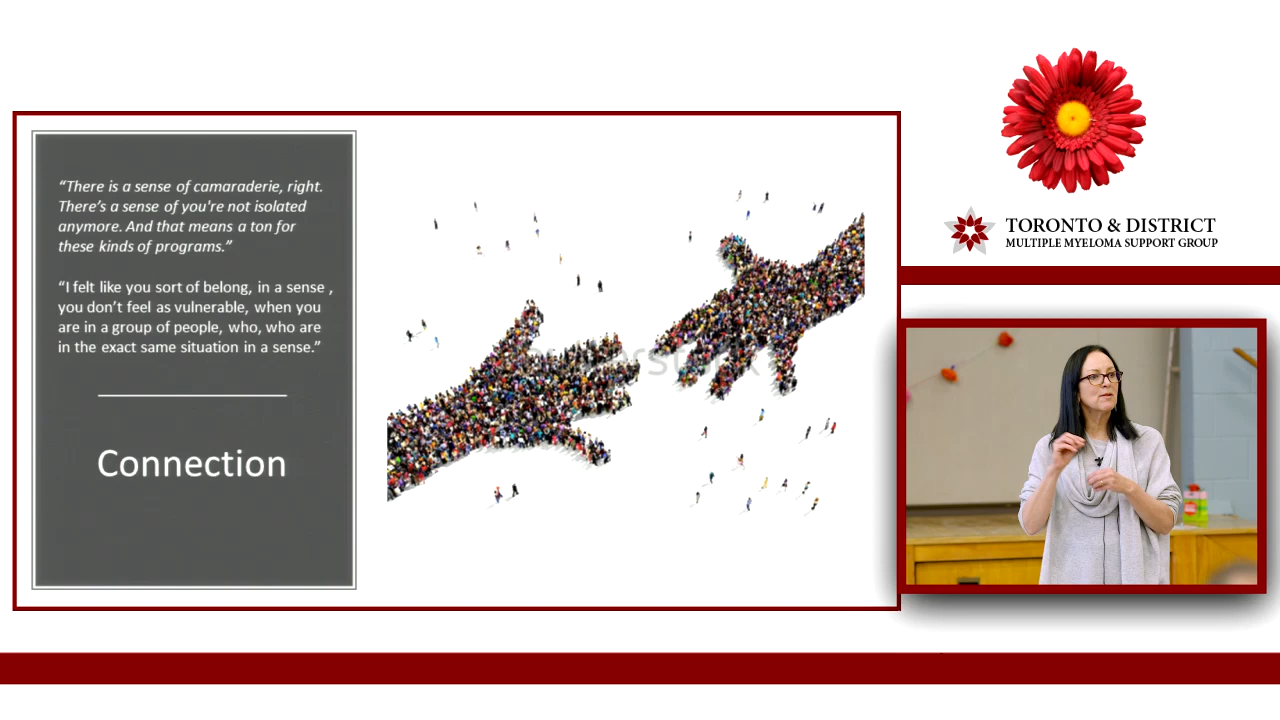 “There is a sense of camaraderie, right.
There’s a sense of you're not isolated
anymore. And that means a ton for
these kinds of programs.”
“I felt like you sort of belong, in a sense ,
you don’t feel as vulnerable, when you
are in a group of people, who, who are
in the exact same situation in a sense.”
Connection
TORONTO & DISTRICT
MULTIPLE MYELOMA SUPPORT GROUP